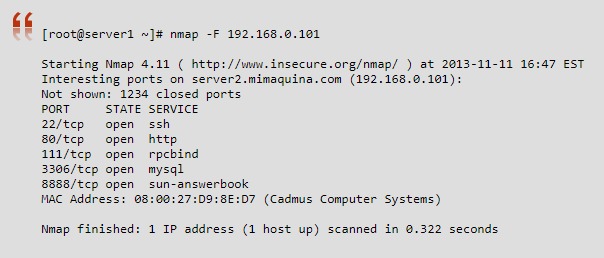 [root@server1 ~]# nmap -F 192.168.0.101
Starting Nmap 4.11 ( http://www.insecure.org/nmap/ ) at 2013-11-11 16:47 EST
Interesting ports on server2.mimaquina.com (192.168.0.101):
Not shown: 1234 closed ports
PORT     STATE SERVICE
22/tcp   open  ssh
80/tcp   open  http
111/tcp  open  rpcbind
3306/tcp open  mysql
8888/tcp open  sun-answerbook
MAC Address: 08:00:27:D9:8E:D7 (Cadmus Computer Systems)
Nmap finished: 1 IP address (1 host up) scanned in 0.322 seconds